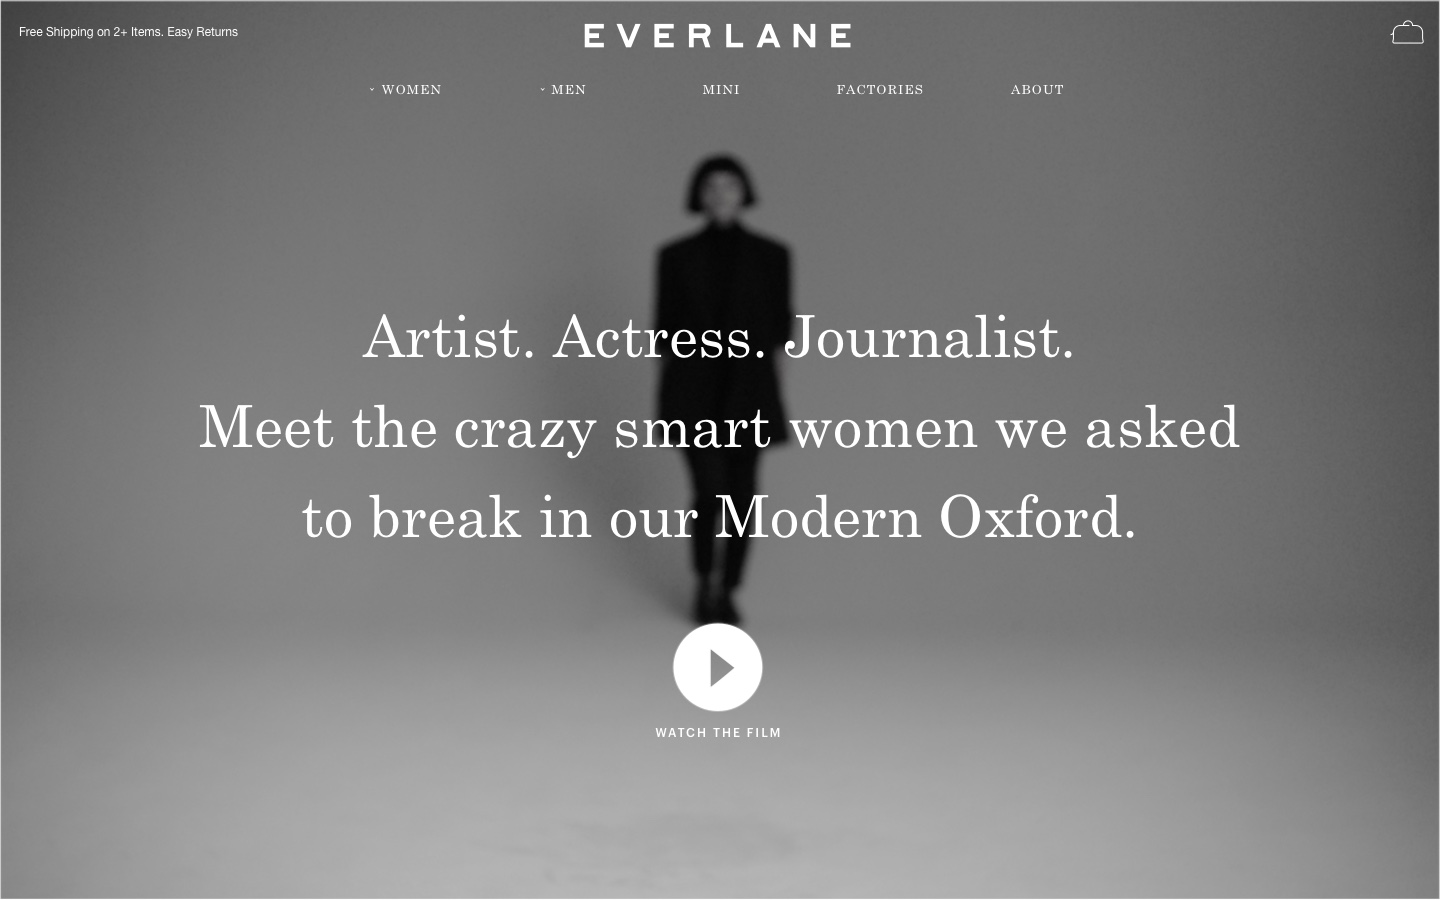 Free Shipping on 2+ Items. Easy Returns
EVERLANE
WOMEN MEN MINI FACTORIES ABOUT
Artist. Actress. Journalist.
Meet the crazy smart women we asked
to break in our Modern Oxford.
WATCH THE FILM